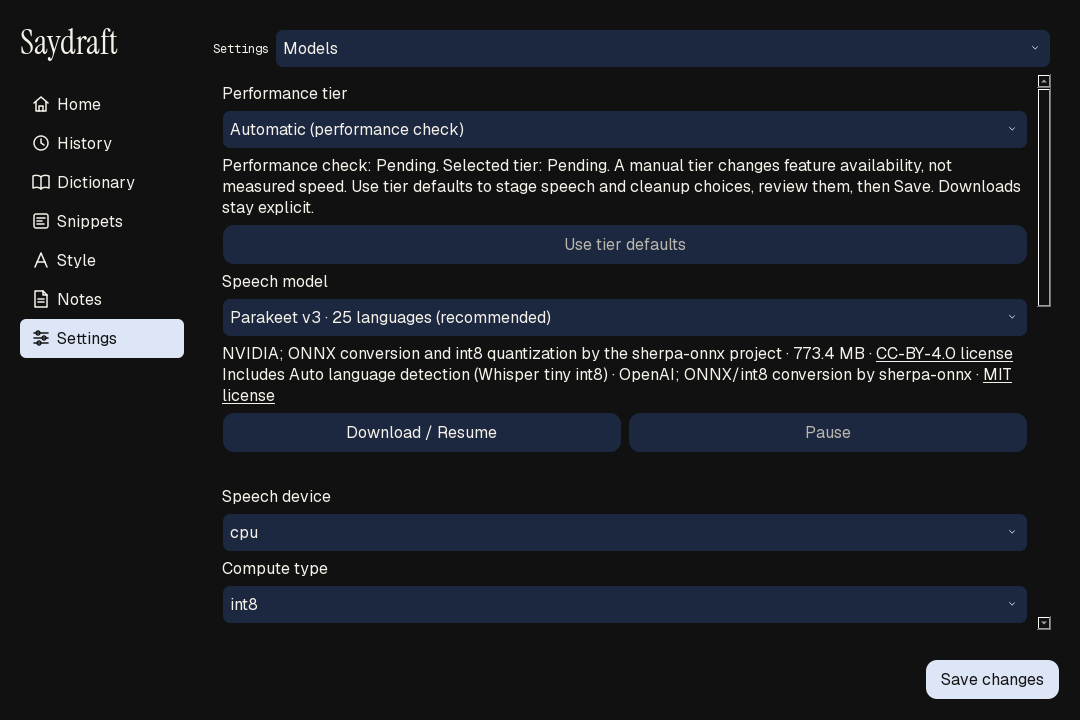 Saydraft
Home
History
Dictionary
Snippets
Style
Notes
Settings
Settings
Models
Performance tier
Automatic (performance check)
Performance check: Pending. Selected tier: Pending. A manual tier changes feature availability, not
measured speed. Use tier defaults to stage speech and cleanup choices, review them, then Save. Downloads
stay explicit.
Use tier defaults
Speech model
Parakeet v3 · 25 languages (recommended)
NVIDIA; ONNX conversion and int8 quantization by the sherpa-onnx project · 773.4 MB · CC-BY-4.0 license
Includes Auto language detection (Whisper tiny int8) · OpenAI; ONNX/int8 conversion by sherpa-onnx · MIT
license
Download / Resume
Pause
Speech device
cpu
Compute type
int8
Save changes